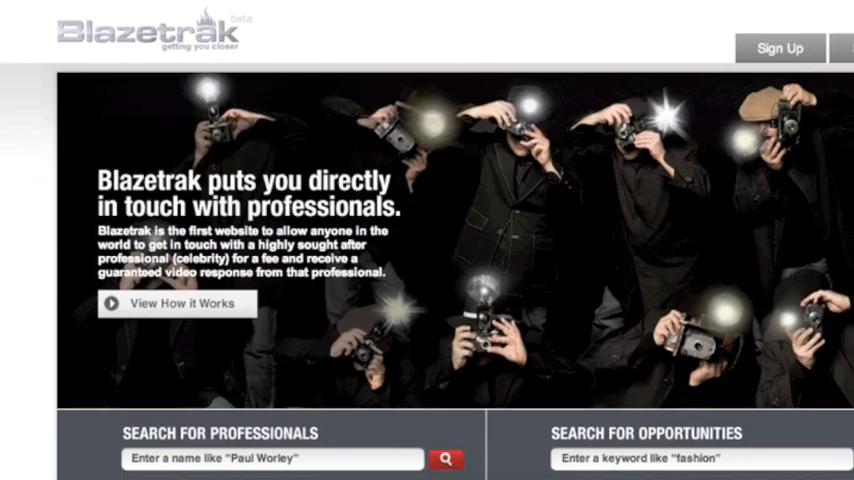 Blazetrak beta
getting you closer
Sign Up
Blazetrak puts you directly
in touch with professionals.
Blazetrak is the first website to allow anyone in the
world to get in touch with a highly sought after
professional (celebrity) for a fee and receive a
guaranteed video response from that professional.
View How it Works
SEARCH FOR PROFESSIONALS
SEARCH FOR OPPORTUNITIES
Enter a name like "Paul Worley"
Enter a keyword like "fashion"